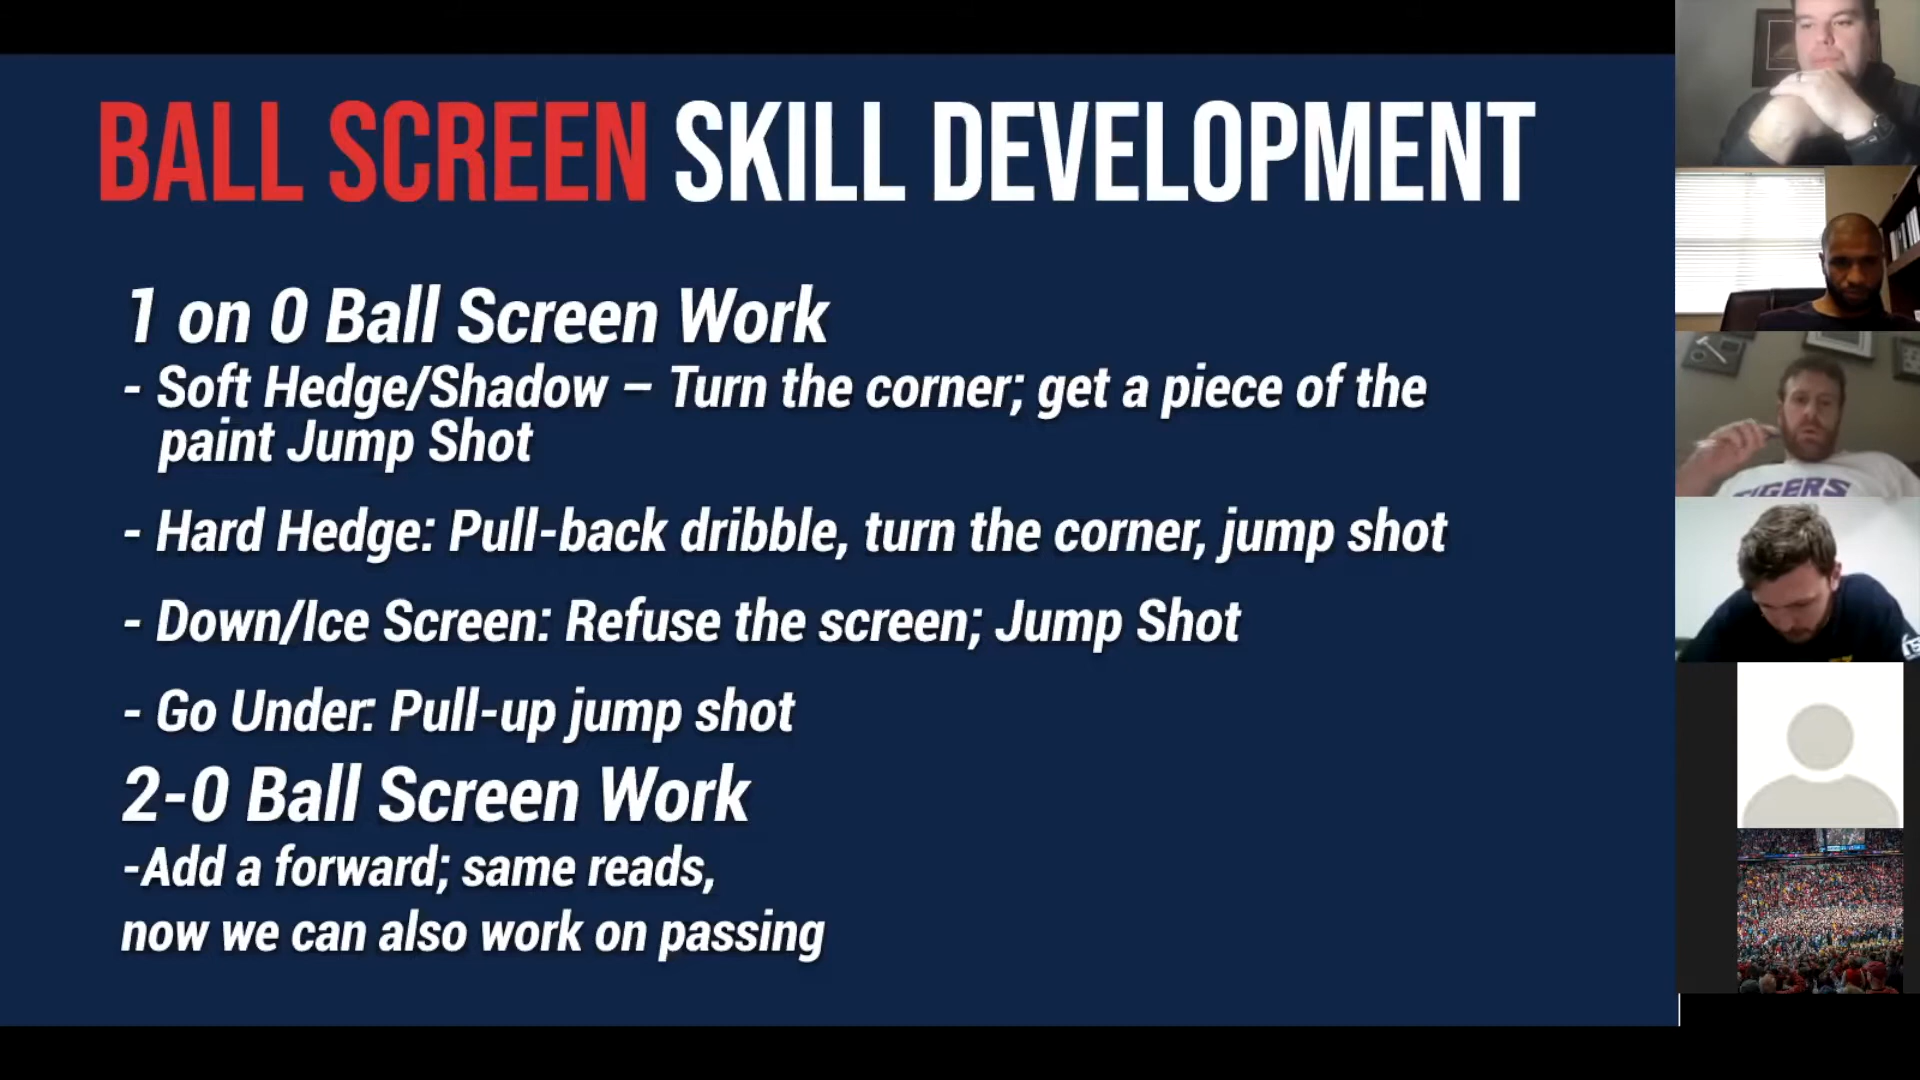 BALL SCREEN SKILL DEVELOPMENT
1 on 0 Ball Screen Work
- Soft Hedge/Shadow – Turn the corner; get a piece of the
paint Jump Shot
- Hard Hedge: Pull-back dribble, turn the corner, jump shot
- Down/Ice Screen: Refuse the screen; Jump Shot
- Go Under: Pull-up jump shot
2-0 Ball Screen Work
-Add a forward; same reads,
now we can also work on passing
TIGERS